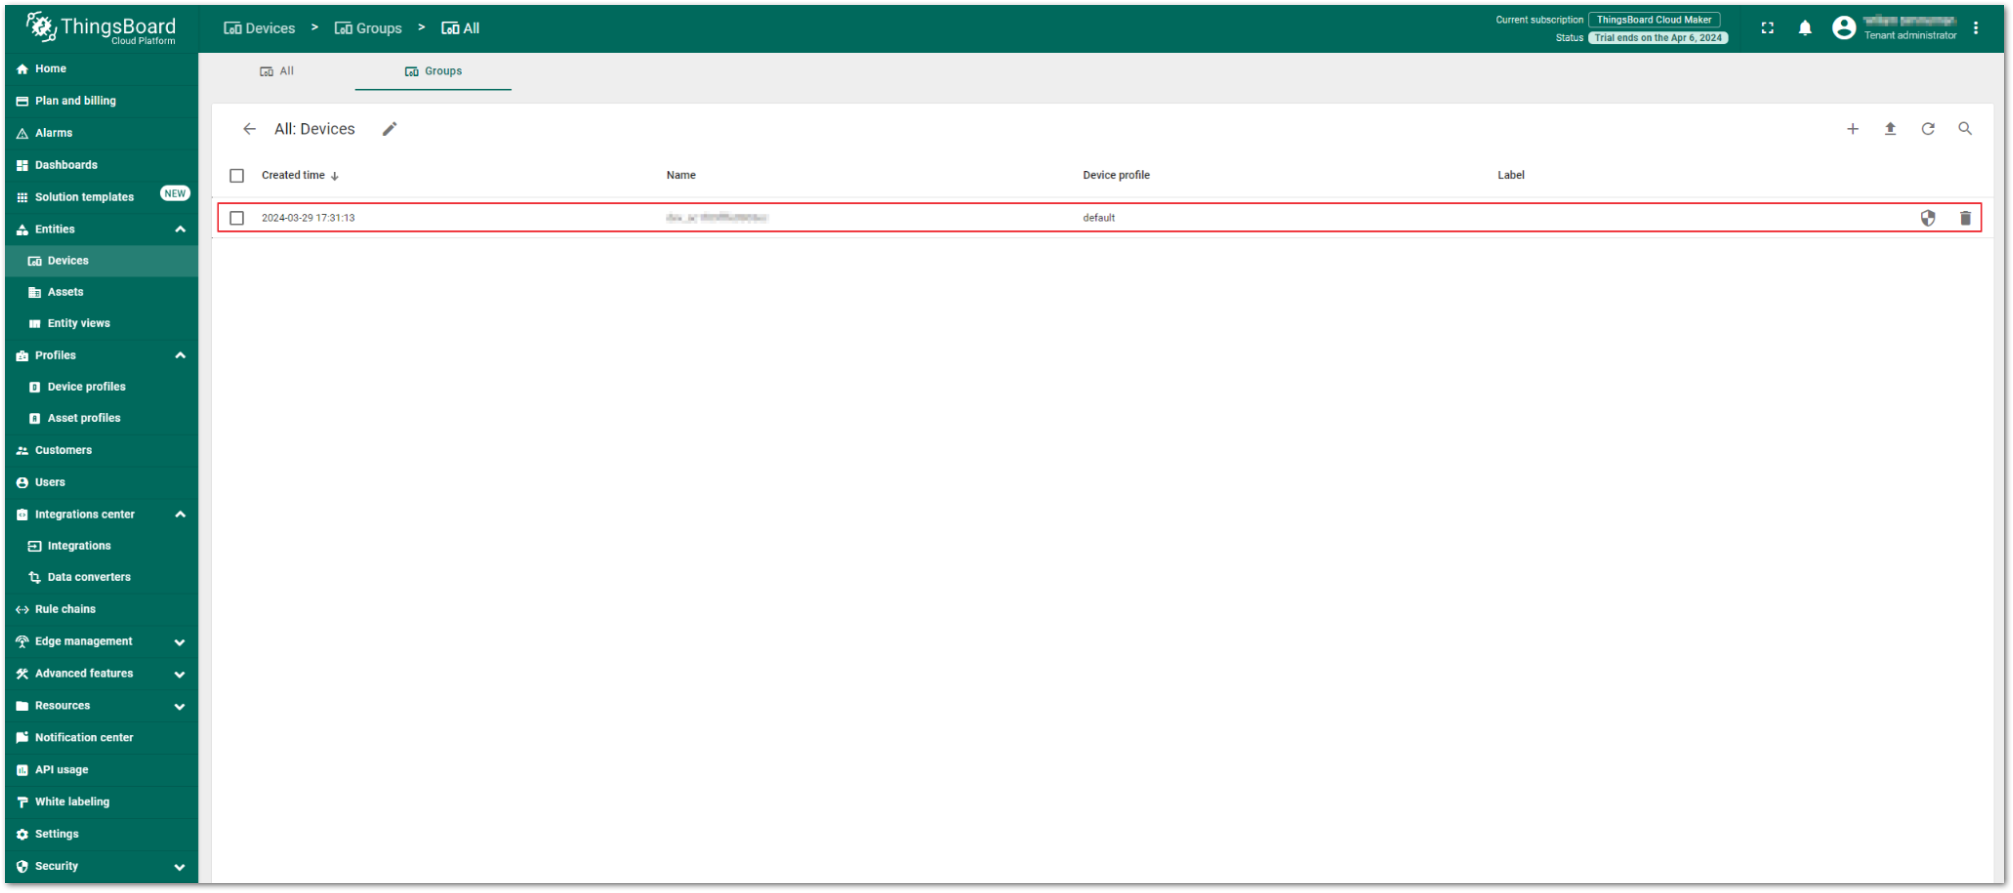 ThingsBoard
Cloud Platform
Devices > Groups > All
Current subscription ThingsBoard Cloud Maker
Status Trial ends on the Apr 6, 2024
Tenant administrator
Home
Plan and billing
Alarms
Dashboards
Solution templates NEW
Entities
Devices
Assets
Entity views
Profiles
Device profiles
Asset profiles
Customers
Users
Integrations center
Integrations
Data converters
Rule chains
Edge management
Advanced features
Resources
Notification center
API usage
White labeling
Settings
Security
All Groups
All: Devices
Created time Name Device profile Label
2024-03-29 17:31:13 default